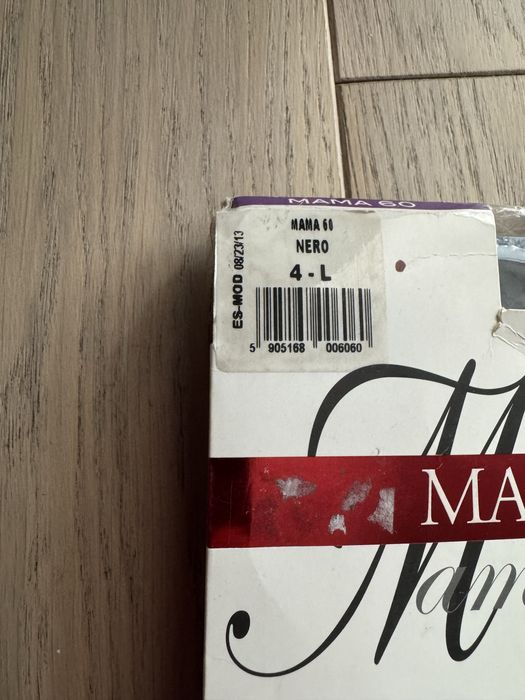 MAMA 60
MAMA 60
NERO
4 - L
ES-MOD 08/23/13
5 905168 006060
MA